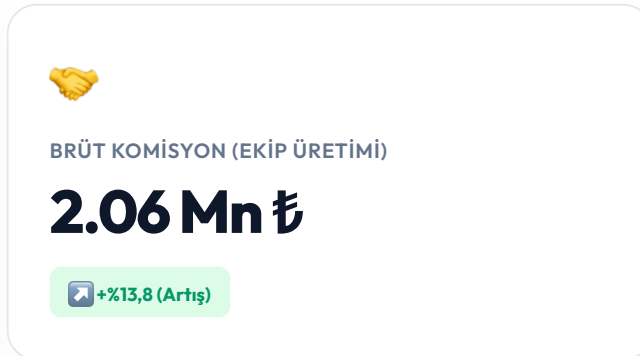 BRÜT KOMİSYON (EKİP ÜRETİMİ)
2.06 Mn ₺
+%13,8 (Artış)